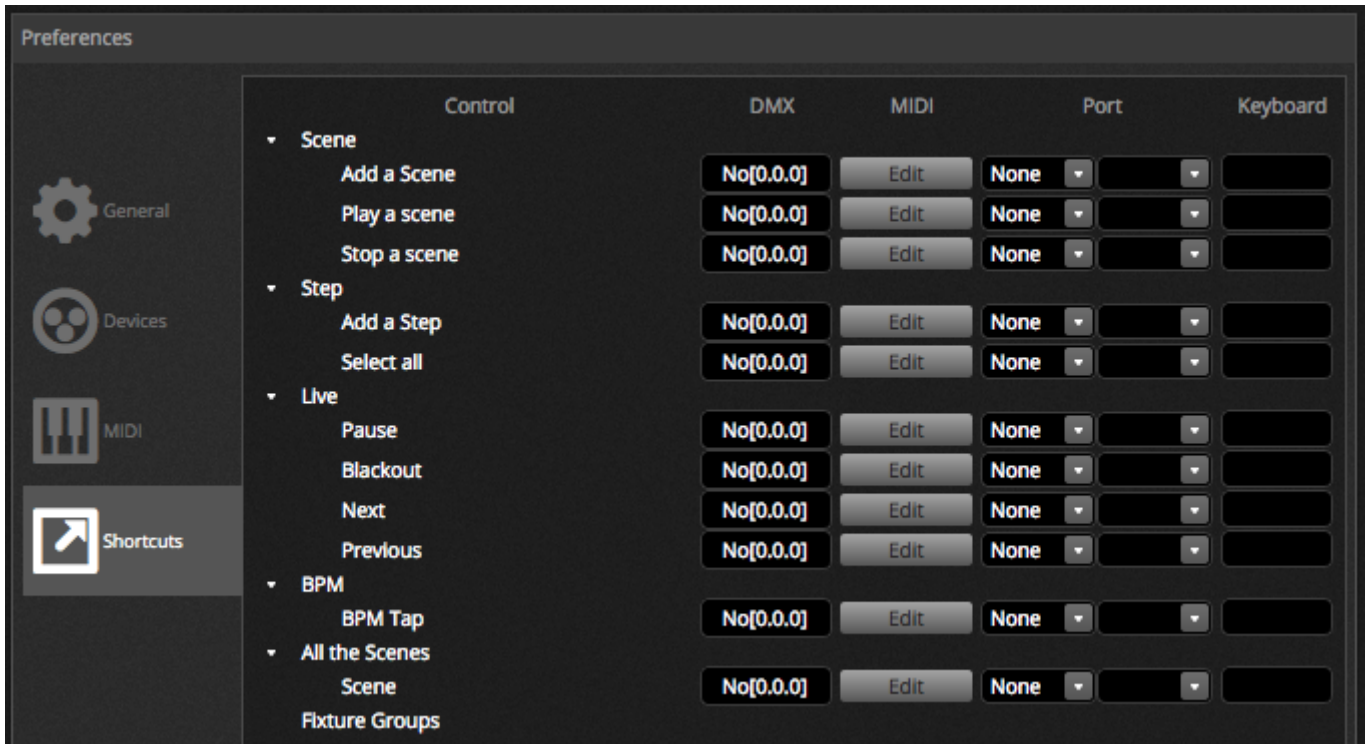 Preferences
Control DMX MIDI Port Keyboard
Scene
Add a Scene No[0.0.0] Edit None
General
Play a scene No[0.0.0] Edit None
Stop a scene No[0.0.0] Edit None
Step
Devices
Add a Step No[0.0.0] Edit None
Select all No[0.0.0] Edit None
Live
MIDI
Pause No[0.0.0] Edit None
Blackout No[0.0.0] Edit None
Next No[0.0.0] Edit None
Shortcuts
Previous No[0.0.0] Edit None
BPM
BPM Tap No[0.0.0] Edit None
All the Scenes
Scene No[0.0.0] Edit None
Fixture Groups